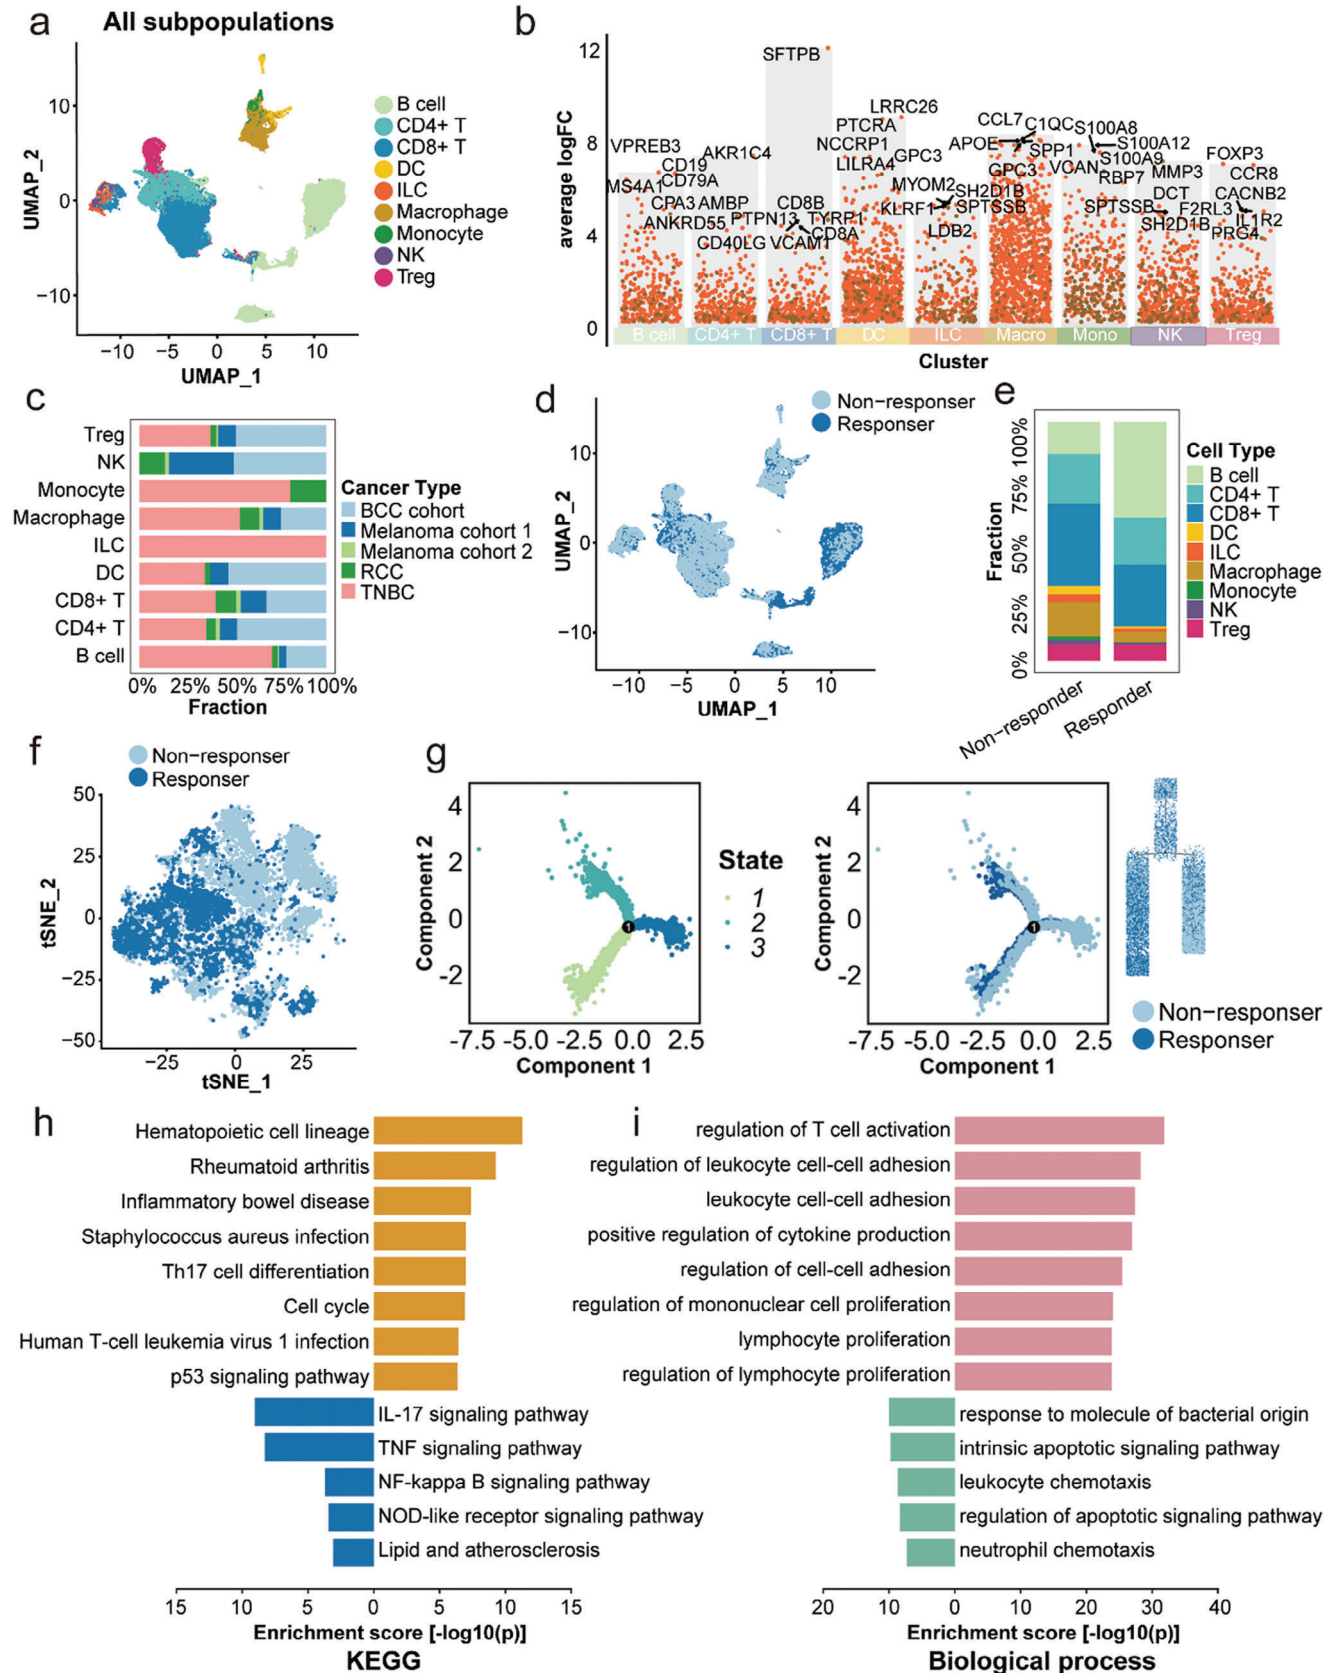 a
All subpopulations
UMAP_2
10
0
−10
−10
−5
0
5
10
UMAP_1
B cell
CD4+ T
CD8+ T
DC
ILC
Macrophage
Monocyte
NK
Treg
b
average logFC
12
8
4
0
SFTPB
LRRC26
PTCRA
NCCRP1
LILRA4
GPC3
VPREB3
CD19
AKR1C4
MS4A1
CD79A
CPA3
AMBP
CD8B
ANKRD55
PTPN13
TYRP1
CD40LG
VCAM1
CD8A
CCL7
C1QC
S100A8
APOE
SPP1
S100A12
S100A9
GPC3
VCAN
RBP7
MMP3
FOXP3
CCR8
MYOM2
SH2D1B
KLRF1
SPTSSB
LDB2
SPTSSB
DCT
F2RL3
SH2D1B
CACNB2
IL1R2
PRG4
B cell
CD4+ T
CD8+ T
DC
ILC
Macro
Mono
NK
Treg
Cluster
c
Treg
NK
Monocyte
Macrophage
ILC
DC
CD8+ T
CD4+ T
B cell
0%
25%
50%
75%
100%
Fraction
Cancer Type
BCC cohort
Melanoma cohort 1
Melanoma cohort 2
RCC
TNBC
d
Non−responser
Responser
UMAP_2
10
0
−10
−10
−5
0
5
10
UMAP_1
e
Fraction
100%
75%
50%
25%
0%
Non−responder
Responder
Cell Type
B cell
CD4+ T
CD8+ T
DC
ILC
Macrophage
Monocyte
NK
Treg
f
Non−responser
Responser
tSNE_2
50
25
0
−25
−50
−25
0
25
tSNE_1
g
Component 2
4
2
0
-2
1
-7.5
-5.0
-2.5
0.0
2.5
Component 1
State
1
2
3
Component 2
4
2
0
-2
1
-7.5
-5.0
-2.5
0.0
2.5
Component 1
Non−responser
Responser
h
Hematopoietic cell lineage
Rheumatoid arthritis
Inflammatory bowel disease
Staphylococcus aureus infection
Th17 cell differentiation
Cell cycle
Human T-cell leukemia virus 1 infection
p53 signaling pathway
IL-17 signaling pathway
TNF signaling pathway
NF-kappa B signaling pathway
NOD-like receptor signaling pathway
Lipid and atherosclerosis
15
10
5
0
5
10
15
Enrichment score [-log10(p)]
KEGG
i
regulation of T cell activation
regulation of leukocyte cell-cell adhesion
leukocyte cell-cell adhesion
positive regulation of cytokine production
regulation of cell-cell adhesion
regulation of mononuclear cell proliferation
lymphocyte proliferation
regulation of lymphocyte proliferation
response to molecule of bacterial origin
intrinsic apoptotic signaling pathway
leukocyte chemotaxis
regulation of apoptotic signaling pathway
neutrophil chemotaxis
20
10
0
10
20
30
40
Enrichment score [-log10(p)]
Biological process